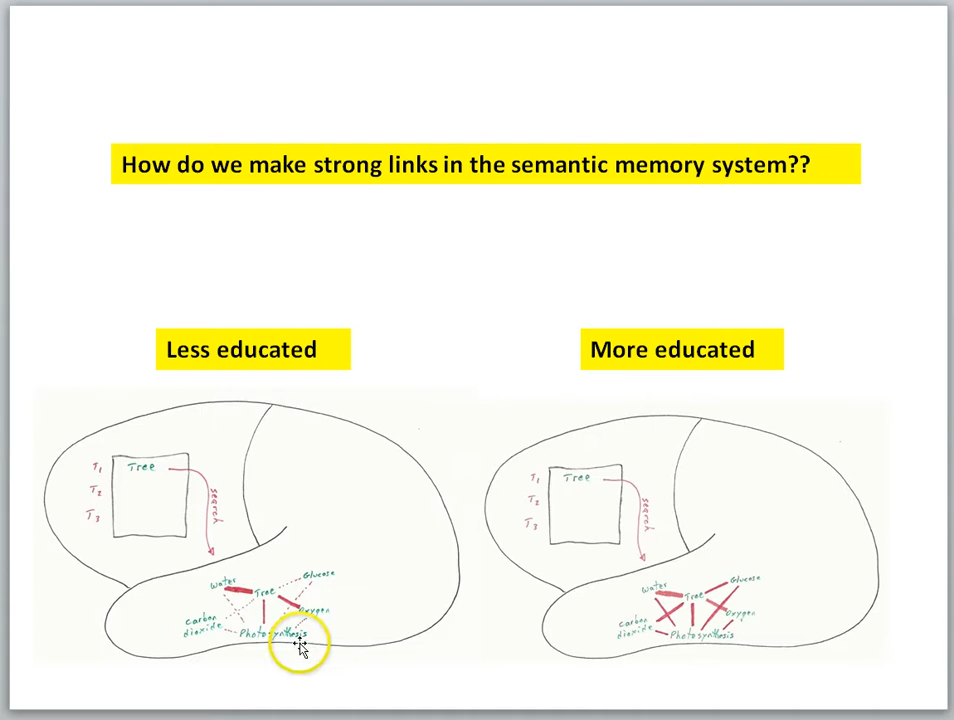 How do we make strong links in the semantic memory system??
Less educated
More educated
T1 Tree
T2
T3
search
Water
Tree
Glucose
Oxygen
carbon
dioxide
Photosynthesis
T1 Tree
T2
T3
search
Water
Tree
Glucose
Oxygen
carbon
dioxide
Photosynthesis